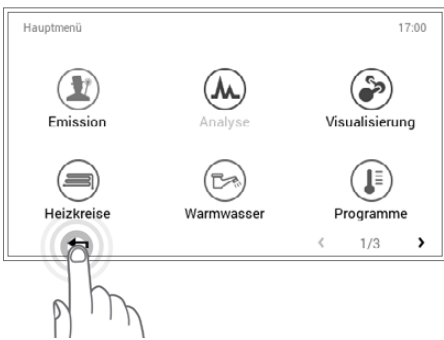 Hauptmenü 17:00
Emission Analyse Visualisierung
Heizkreise Warmwasser Programme
1/3